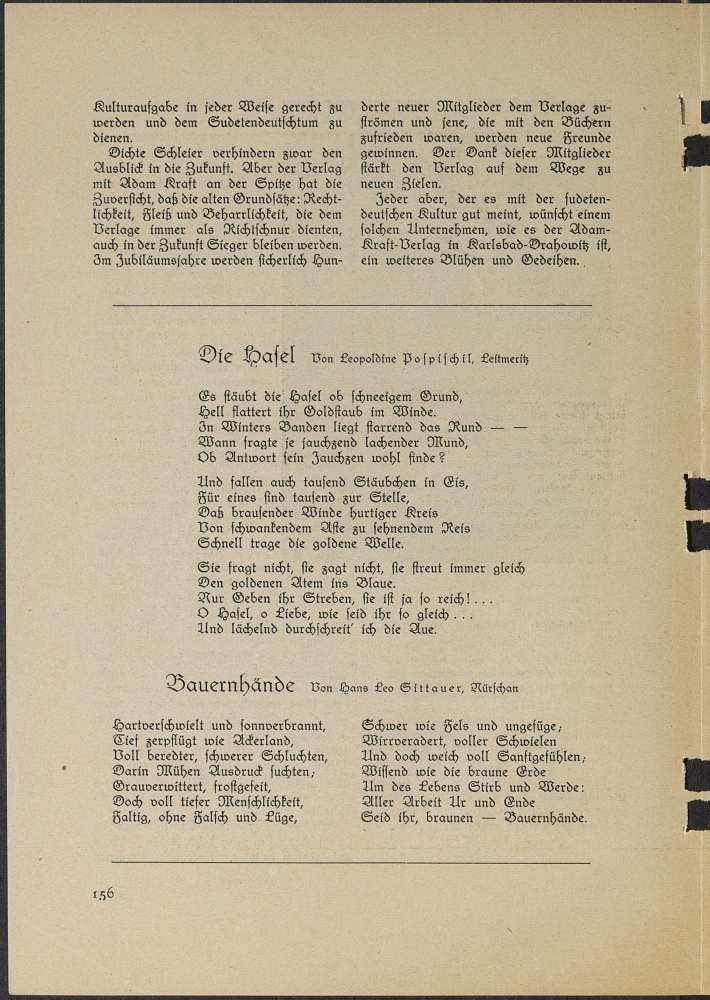 Kulturaufgabe in jeder Weise gerecht zu
werden und dem Sudetendeutschtum zu
dienen.
Dichte Schleier verhindern zwar den
Ausblick in die Zukunft. Aber der Verlag
mit Adam Kraft an der Spitze hat die
Zuversicht, daß die alten Grundsätze: Recht-
lichkeit, Fleiß und Beharrlichkeit, die dem
Verlage immer als Richtschnur dienten,
auch in der Zukunft Sieger bleiben werden.
Im Jubiläumsjahre werden sicherlich Hun-
derte neuer Mitglieder dem Verlage zu-
strömen und jene, die mit den Büchern
zufrieden waren, werden neue Freunde
gewinnen. Der Dank dieser Mitglieder
stärkt den Verlag auf dem Wege zu
neuen Zielen.
Jeder aber, der es mit der sudeten-
deutschen Kultur gut meint, wünscht einem
solchen Unternehmen, wie es der Adam-
Kraft-Verlag in Karlsbad-Drahowitz ist,
ein weiteres Blühen und Gedeihen.
Die Hasel Von Leopoldine Pospischil, Leitmeritz
Es stäubt die Hasel ob schneeigem Grund,
Hell flattert ihr Goldstaub im Winde.
In Winters Banden liegt starrend das Rund — —
Wann fragte je jauchzend lachender Mund,
Ob Antwort sein Jauchzen wohl finde?
Und fallen auch tausend Stäubchen in Eis,
Für eines sind tausend zur Stelle,
Daß brausender Winde hurtiger Kreis
Von schwankendem Aste zu sehnendem Reis
Schnell trage die goldene Welle.
Sie fragt nicht, sie zagt nicht, sie streut immer gleich
Den goldenen Atem ins Blaue.
Nur Geben ihr Streben, sie ist ja so reich! ...
O Hasel, o Liebe, wie seid ihr so gleich ...
Und lächelnd durchschreit' ich die Aue.
Bauernhände Von Hans Leo Sittauer, Nürschan
Hartverschwielt und sonnverbrannt,
Tief zerpflügt wie Ackerland,
Voll beredter, schwerer Schluchten,
Darin Mühen Ausdruck suchten;
Grauverwittert, frostgefeit,
Doch voll tiefer Menschlichkeit,
Faltig, ohne Falsch und Lüge,
Schwer wie Fels und ungefüge;
Wirrveradert, voller Schwielen
Und doch weich voll Sanftgefühlen;
Wissend wie die braune Erde
Um des Lebens Stirb und Werde:
Aller Arbeit Ur und Ende
Seid ihr, braunen — Bauernhände.
156